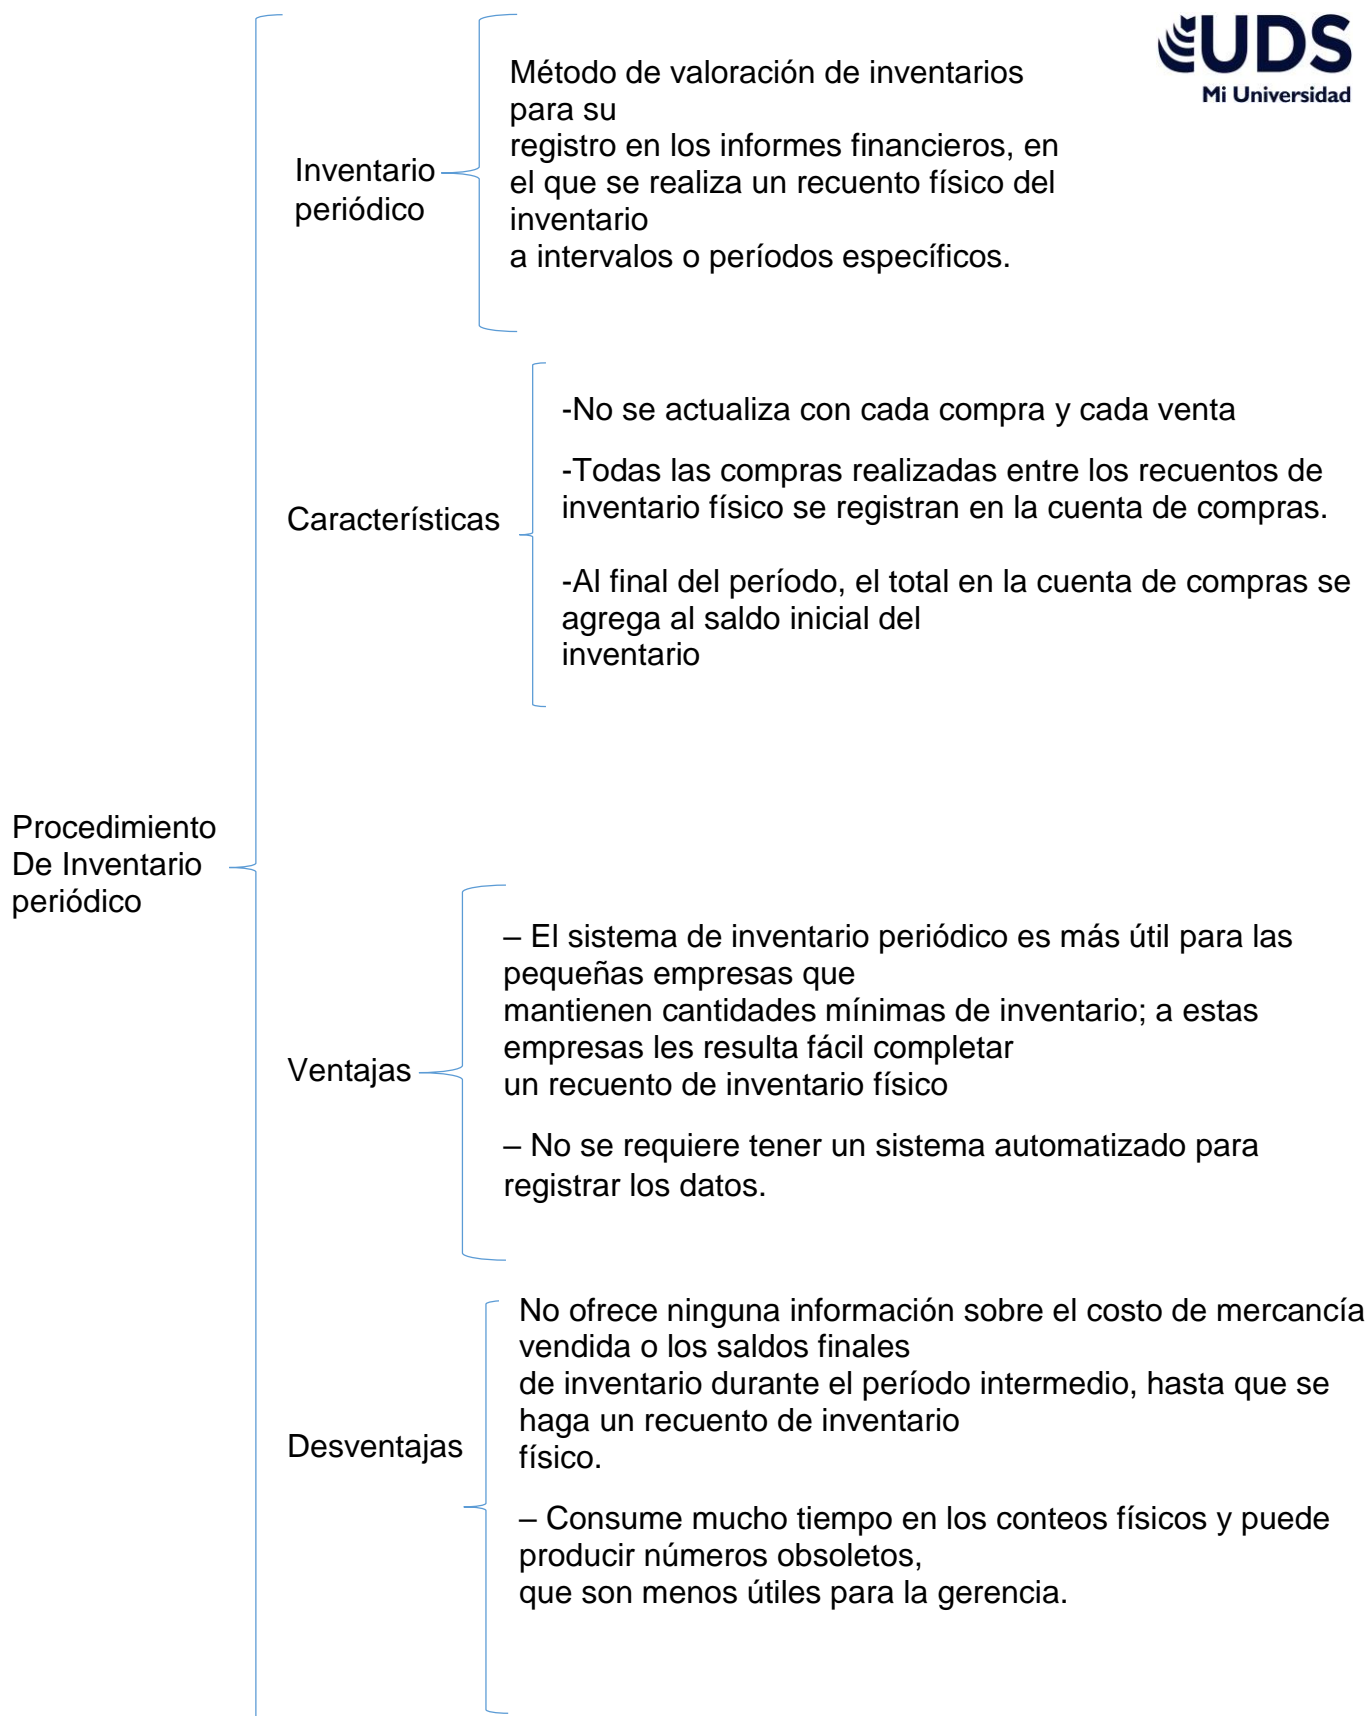 UDS
Mi Universidad
Método de valoración de inventarios
para su
registro en los informes financieros, en
el que se realiza un recuento físico del
inventario
a intervalos o períodos específicos.
Inventario
periódico
-No se actualiza con cada compra y cada venta
-Todas las compras realizadas entre los recuentos de
inventario físico se registran en la cuenta de compras.
-Al final del período, el total en la cuenta de compras se
agrega al saldo inicial del
inventario
Características
Procedimiento
De Inventario
periódico
– El sistema de inventario periódico es más útil para las
pequeñas empresas que
mantienen cantidades mínimas de inventario; a estas
empresas les resulta fácil completar
un recuento de inventario físico
– No se requiere tener un sistema automatizado para
registrar los datos.
Ventajas
No ofrece ninguna información sobre el costo de mercancía
vendida o los saldos finales
de inventario durante el período intermedio, hasta que se
haga un recuento de inventario
físico.
– Consume mucho tiempo en los conteos físicos y puede
producir números obsoletos,
que son menos útiles para la gerencia.
Desventajas